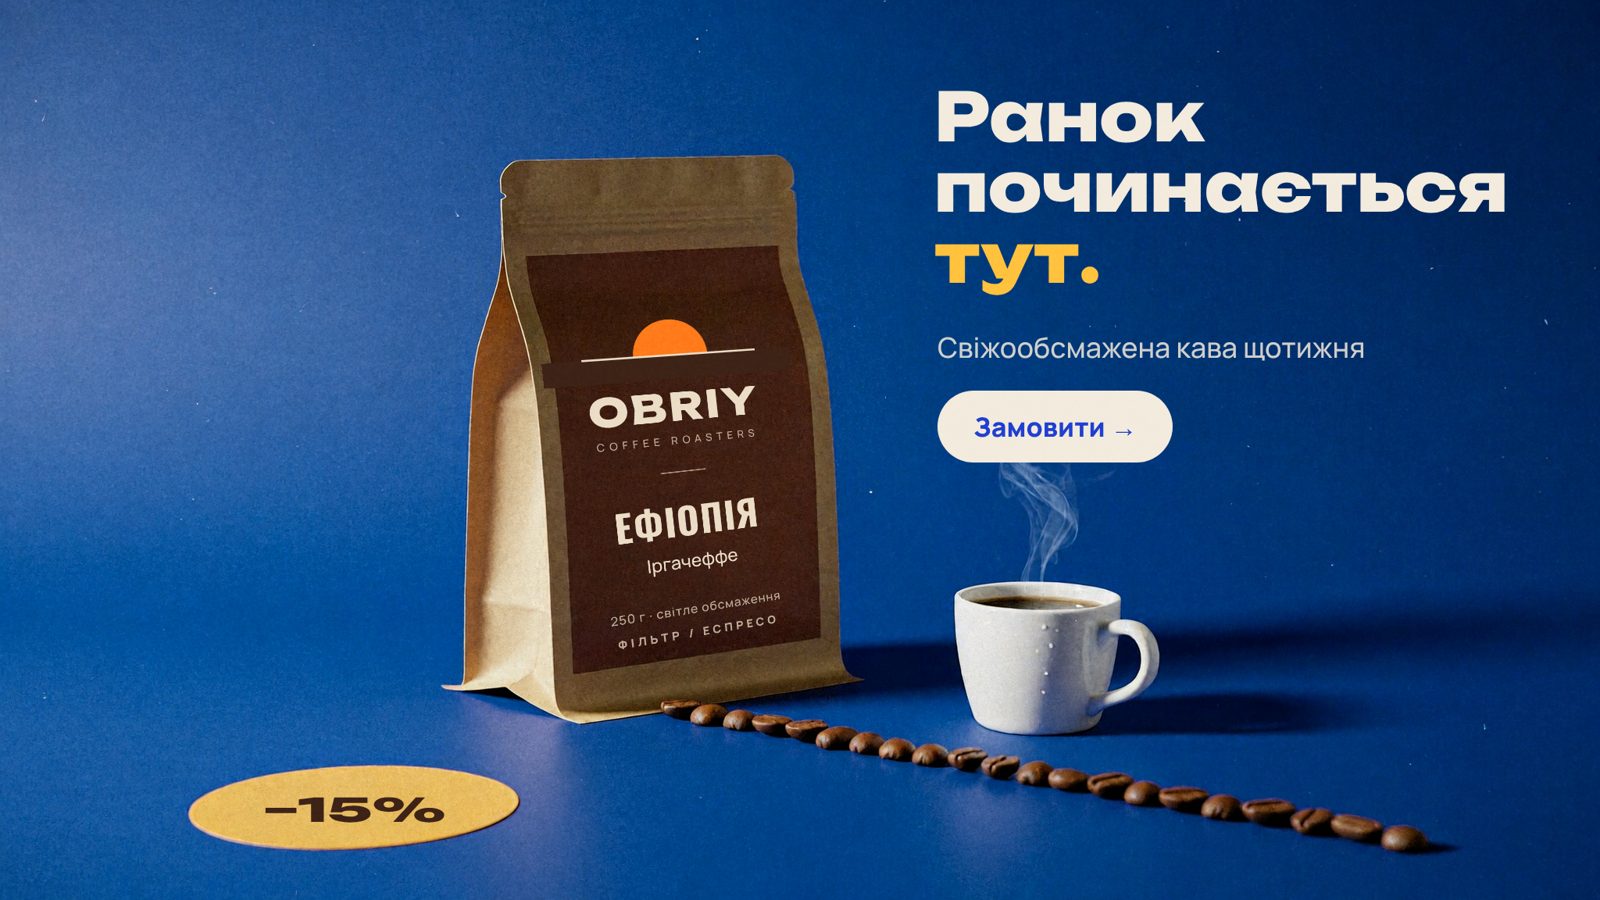 Ранок
починається
тут.
Свіжообсмажена кава щотижня
Замовити →
OBRIY
COFFEE ROASTERS
ЕФІОПІЯ
Іргачеффе
250 г · світле обсмаження
ФІЛЬТР / ЕСПРЕСО
–15%